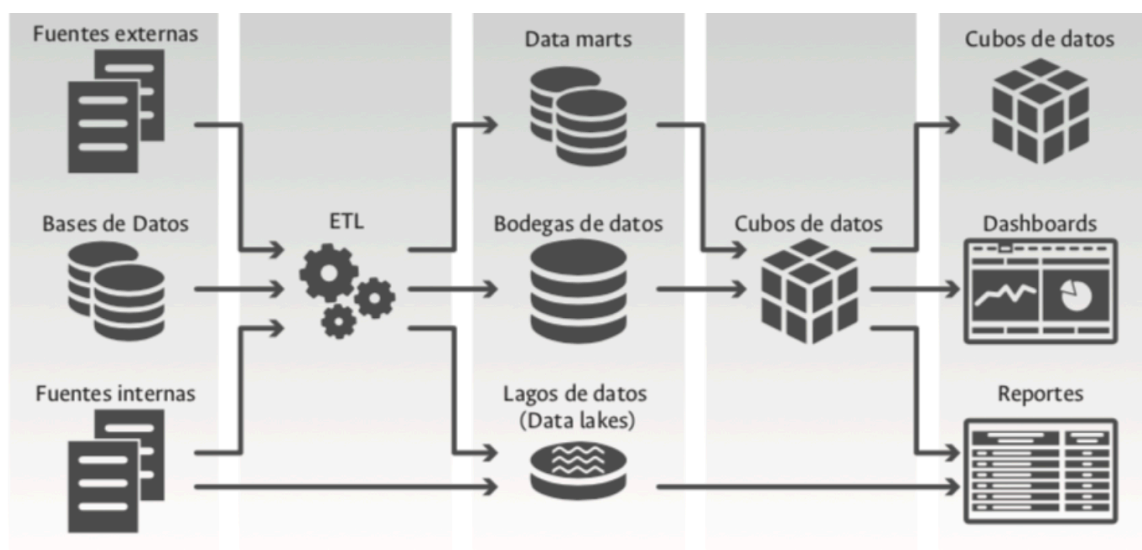 Fuentes externas
Data marts
Cubos de datos
Bases de Datos
ETL
Bodegas de datos
Cubos de datos
Dashboards
Fuentes internas
Lagos de datos
(Data lakes)
Reportes